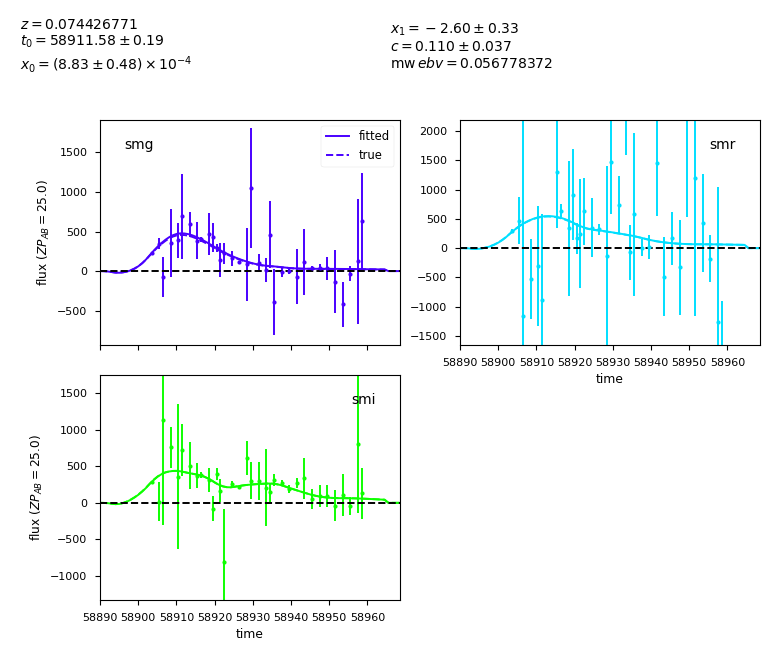 z = 0.074426771
t₀ = 58911.58 ± 0.19
x₀ = (8.83 ± 0.48) × 10⁻⁴
x₁ = −2.60 ± 0.33
c = 0.110 ± 0.037
mw ebv = 0.056778372
smg
fitted
true
1500
1000
500
0
−500
flux (ZP_AB = 25.0)
smr
2000
1500
1000
500
0
−500
−1000
−1500
58890 58900 58910 58920 58930 58940 58950 58960
time
smi
1500
1000
500
0
−500
−1000
flux (ZP_AB = 25.0)
58890 58900 58910 58920 58930 58940 58950 58960
time